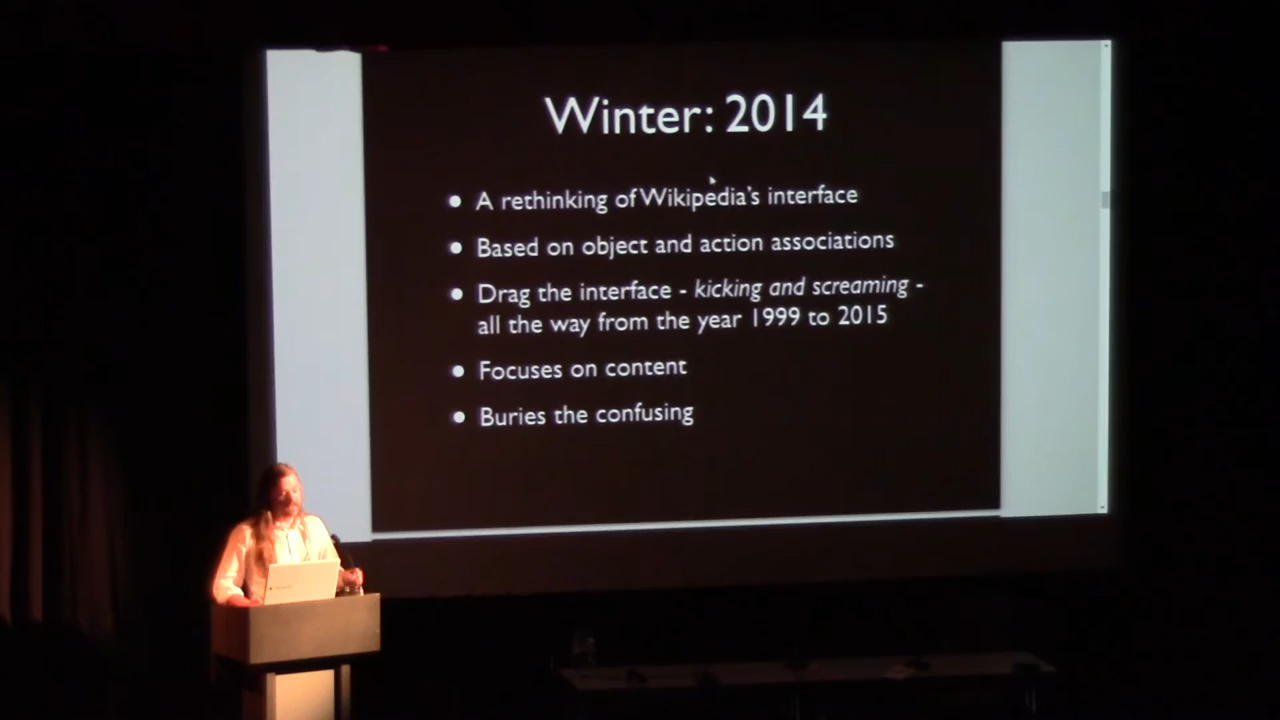 Winter: 2014
• A rethinking of Wikipedia's interface
• Based on object and action associations
• Drag the interface - kicking and screaming -
all the way from the year 1999 to 2015
• Focuses on content
• Buries the confusing